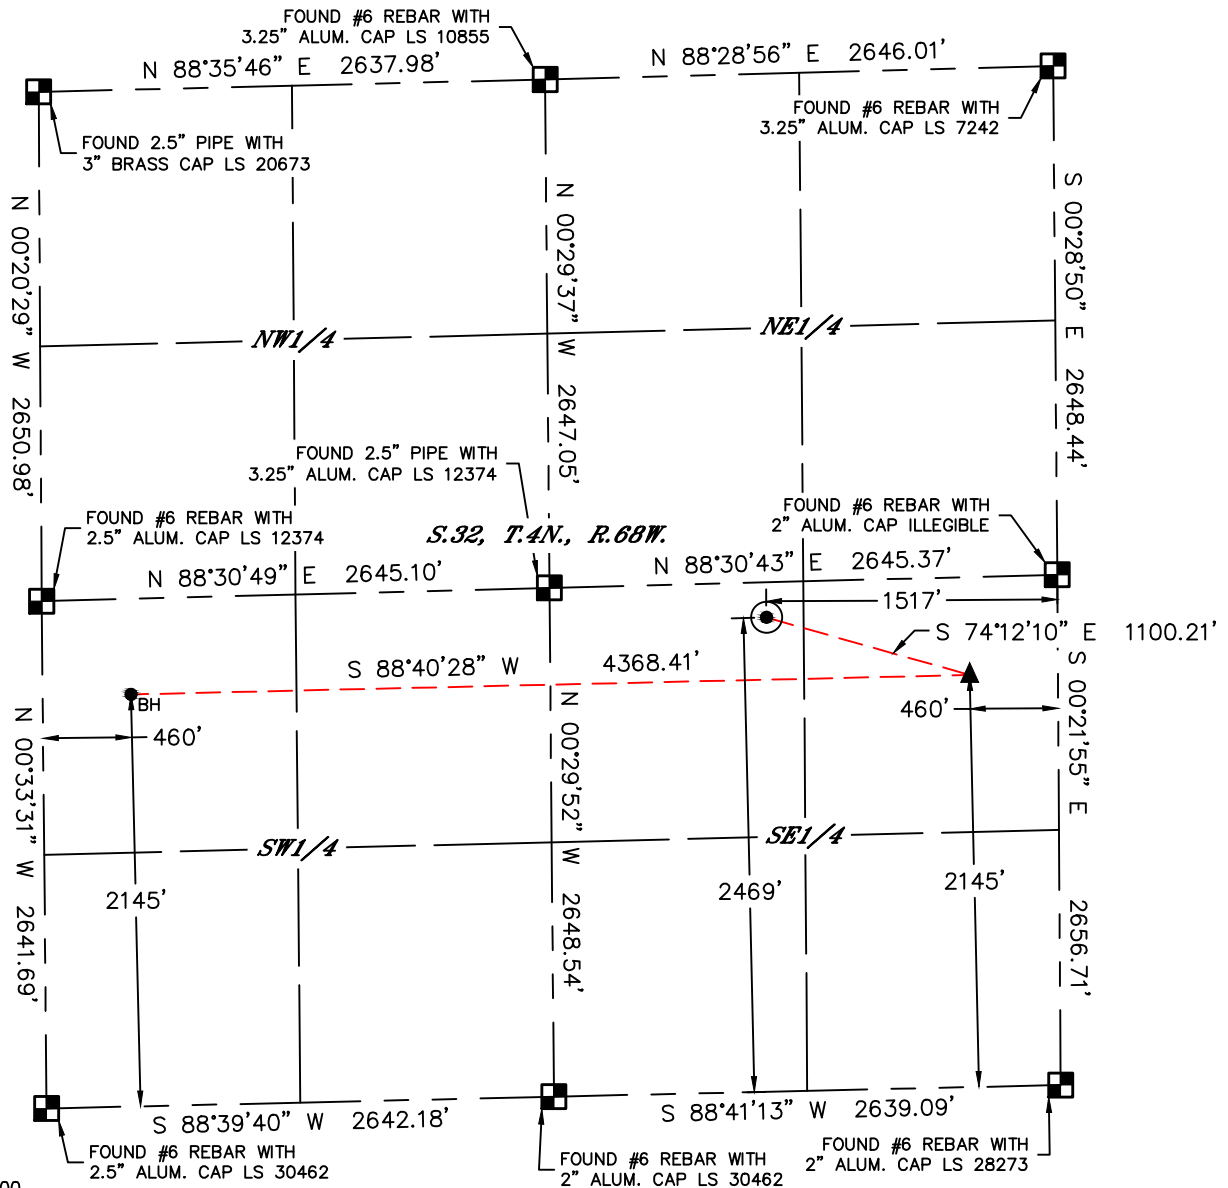 FOUND #6 REBAR WITH
3.25" ALUM. CAP LS 10855
N 88°35'46" E 2637.98'
N 88°28'56" E 2646.01'
FOUND #6 REBAR WITH
3.25" ALUM. CAP LS 7242
FOUND 2.5" PIPE WITH
3" BRASS CAP LS 20673
N 00°20'29" W 2650.98'
N 00°29'37" W 2647.05'
S 00°28'50" E 2648.44'
NW1/4
NE1/4
FOUND 2.5" PIPE WITH
3.25" ALUM. CAP LS 12374
FOUND #6 REBAR WITH
2.5" ALUM. CAP LS 12374
FOUND #6 REBAR WITH
2" ALUM. CAP ILLEGIBLE
S.32, T.4N., R.68W.
N 88°30'49" E 2645.10'
N 88°30'43" E 2645.37'
1517'
S 74°12'10" E 1100.21'
S 88°40'28" W 4368.41'
BH
460'
460'
N 00°33'31" W 2641.69'
N 00°29'52" W 2648.54'
S 00°21'55" E 2656.71'
SW1/4
SE1/4
2145'
2469'
2145'
S 88°39'40" W 2642.18'
S 88°41'13" W 2639.09'
FOUND #6 REBAR WITH
2.5" ALUM. CAP LS 30462
FOUND #6 REBAR WITH
2" ALUM. CAP LS 30462
FOUND #6 REBAR WITH
2" ALUM. CAP LS 28273